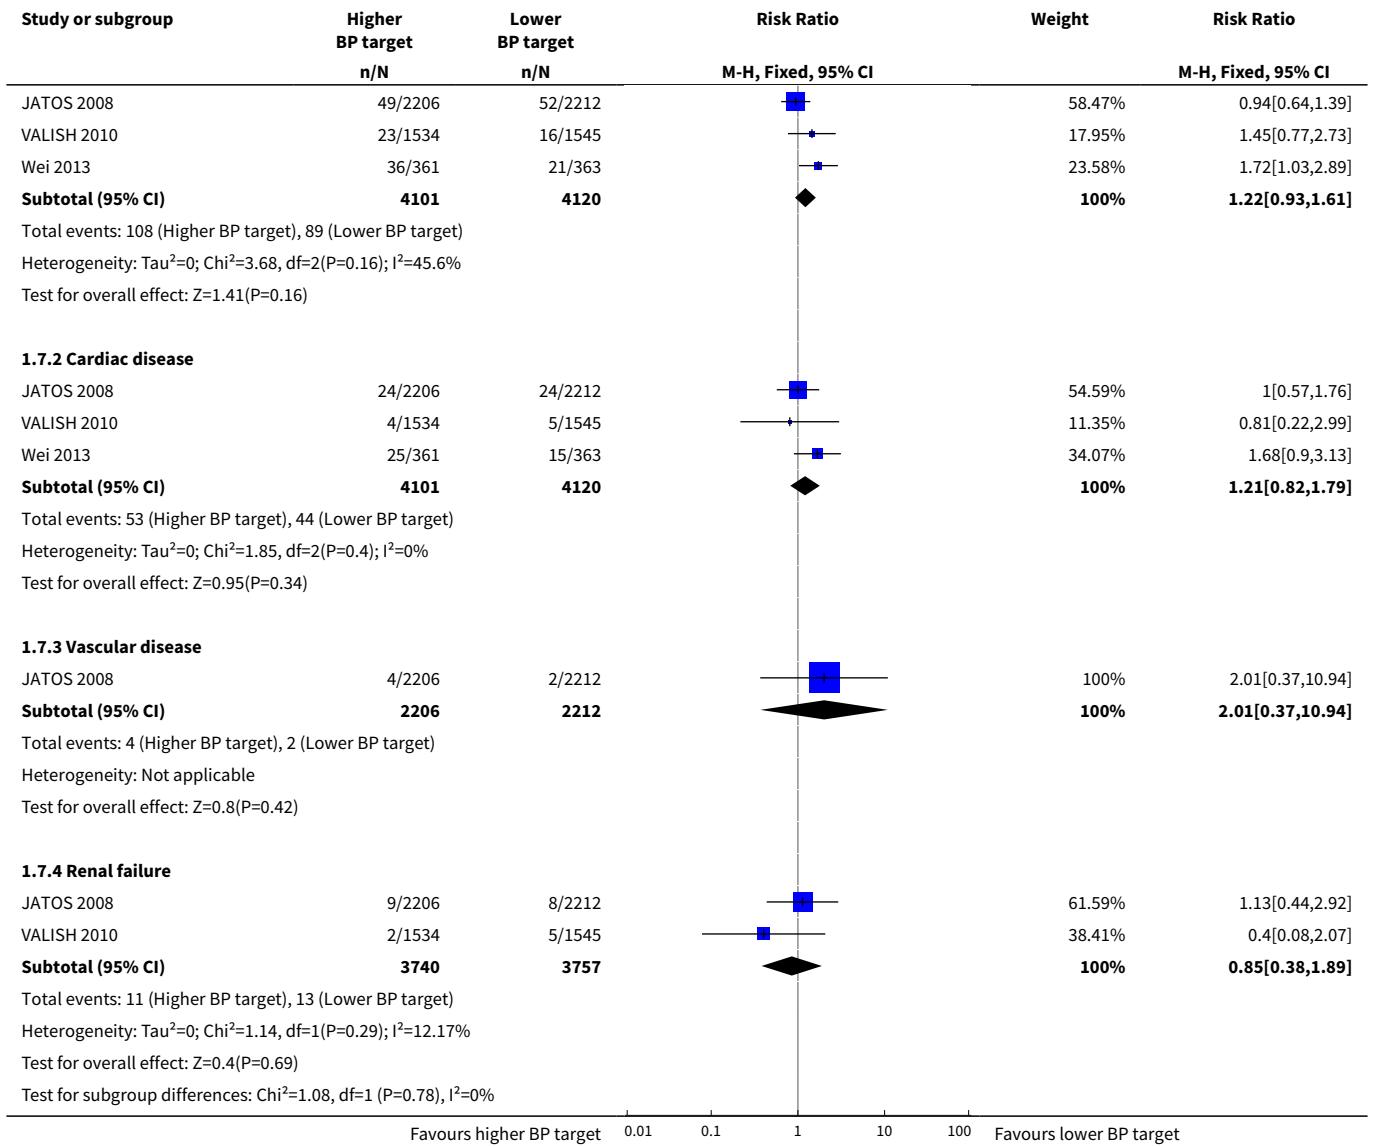 Study or subgroup Higher BP target Lower BP target Risk Ratio Weight Risk Ratio
n/N n/N M-H, Fixed, 95% CI M-H, Fixed, 95% CI
JATOS 2008 49/2206 52/2212 58.47% 0.94[0.64,1.39]
VALISH 2010 23/1534 16/1545 17.95% 1.45[0.77,2.73]
Wei 2013 36/361 21/363 23.58% 1.72[1.03,2.89]
Subtotal (95% CI) 4101 4120 100% 1.22[0.93,1.61]
Total events: 108 (Higher BP target), 89 (Lower BP target)
Heterogeneity: Tau²=0; Chi²=3.68, df=2(P=0.16); I²=45.6%
Test for overall effect: Z=1.41(P=0.16)
1.7.2 Cardiac disease
JATOS 2008 24/2206 24/2212 54.59% 1[0.57,1.76]
VALISH 2010 4/1534 5/1545 11.35% 0.81[0.22,2.99]
Wei 2013 25/361 15/363 34.07% 1.68[0.9,3.13]
Subtotal (95% CI) 4101 4120 100% 1.21[0.82,1.79]
Total events: 53 (Higher BP target), 44 (Lower BP target)
Heterogeneity: Tau²=0; Chi²=1.85, df=2(P=0.4); I²=0%
Test for overall effect: Z=0.95(P=0.34)
1.7.3 Vascular disease
JATOS 2008 4/2206 2/2212 100% 2.01[0.37,10.94]
Subtotal (95% CI) 2206 2212 100% 2.01[0.37,10.94]
Total events: 4 (Higher BP target), 2 (Lower BP target)
Heterogeneity: Not applicable
Test for overall effect: Z=0.8(P=0.42)
1.7.4 Renal failure
JATOS 2008 9/2206 8/2212 61.59% 1.13[0.44,2.92]
VALISH 2010 2/1534 5/1545 38.41% 0.4[0.08,2.07]
Subtotal (95% CI) 3740 3757 100% 0.85[0.38,1.89]
Total events: 11 (Higher BP target), 13 (Lower BP target)
Heterogeneity: Tau²=0; Chi²=1.14, df=1(P=0.29); I²=12.17%
Test for overall effect: Z=0.4(P=0.69)
Test for subgroup differences: Chi²=1.08, df=1 (P=0.78), I²=0%
Favours higher BP target 0.01 0.1 1 10 100 Favours lower BP target